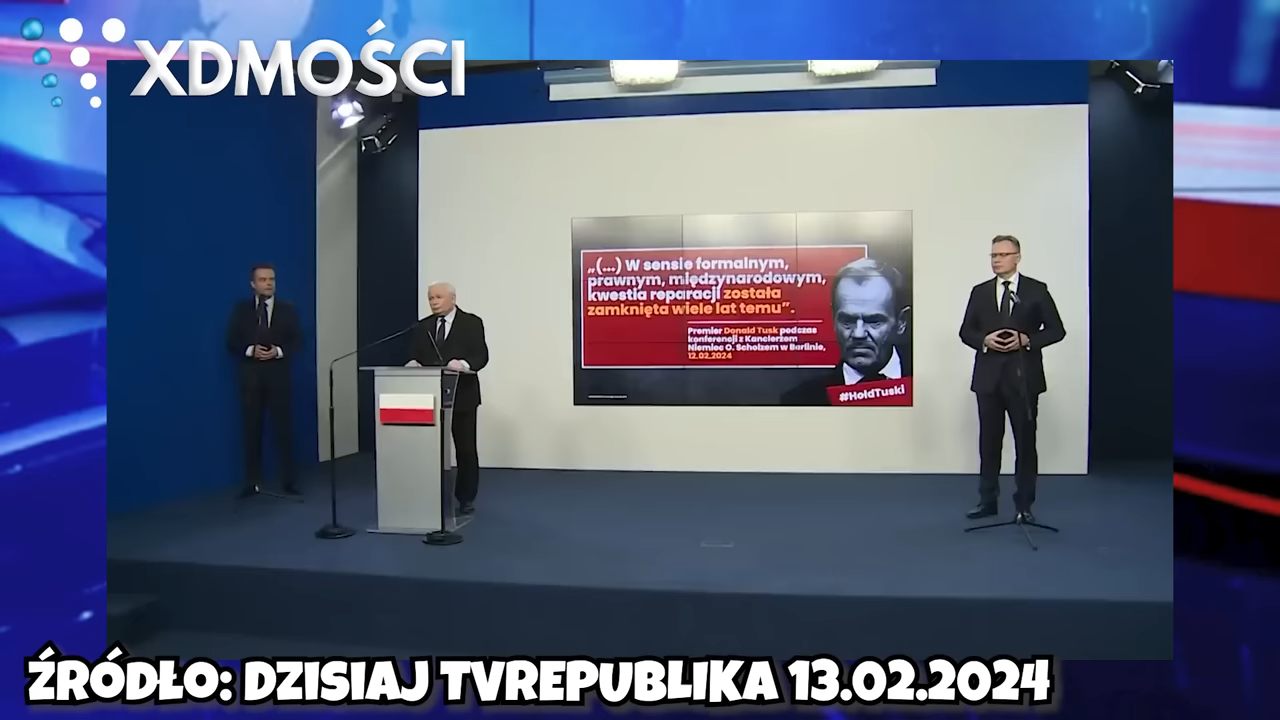 XDMOŚCI
„(...) W sensie formalnym,
prawnym, międzynarodowym,
kwestia reparacji została
zamknięta wiele lat temu”.
Premier Donald Tusk podczas
konferencji z Kanclerzem
Niemiec O. Scholzem w Berlinie,
12.02.2024
#HołdTuski
ŹRÓDŁO: DZISIAJ TVREPUBLIKA 13.02.2024